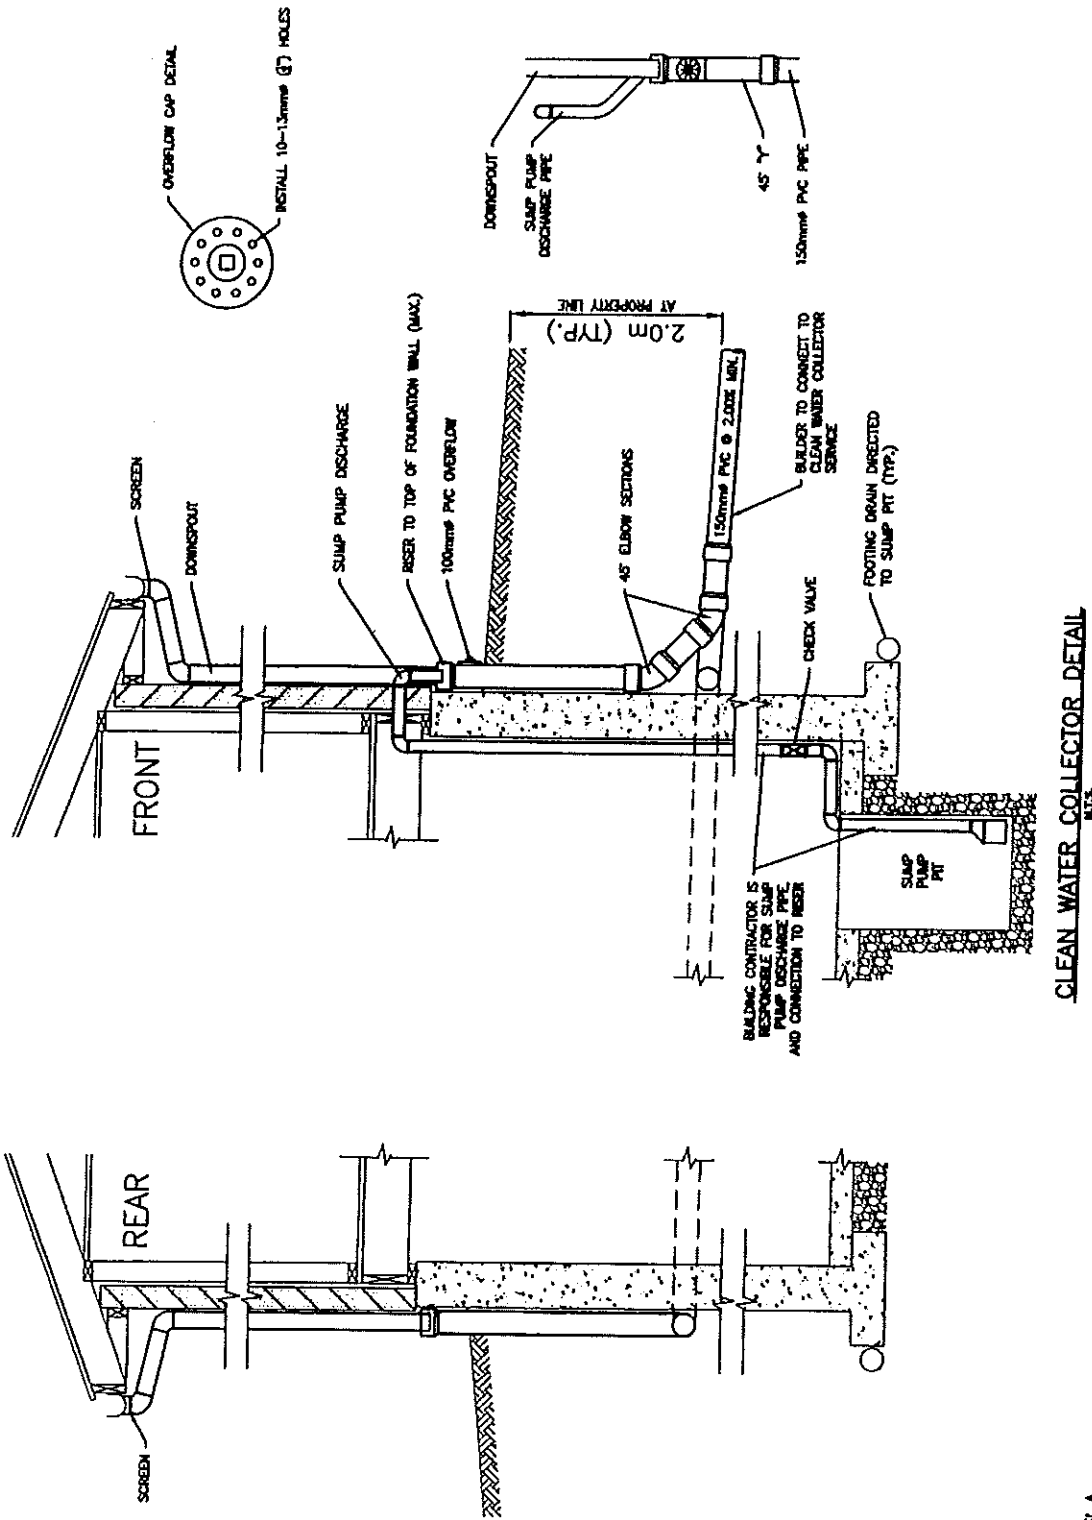 OVERFLOW CAP DETAIL
INSTALL 10-13mmø (½") HOLES
SCREEN
DOWNSPOUT
SUMP PUMP DISCHARGE
RISER TO TOP OF FOUNDATION WALL (MAX.)
100mmø PVC OVERFLOW
DOWNSPOUT
SUMP PUMP
DISCHARGE PIPE
45° "Y"
150mmø PVC PIPE
2.0m (TYP.)
AT PROPERTY LINE
FRONT
45° ELBOW SECTIONS
150mmø PVC @ 2.00% MIN.
BUILDER TO CONNECT TO
CLEAN WATER COLLECTOR
SERVICE
CHECK VALVE
FOOTING DRAIN DIRECTED
TO SUMP PIT (TYP.)
BUILDING CONTRACTOR IS
RESPONSIBLE FOR SUMP
PUMP DISCHARGE PIPE,
AND CONNECTION TO RISER
SUMP
PUMP
PIT
REAR
SCREEN
CLEAN WATER COLLECTOR DETAIL
N.T.S.